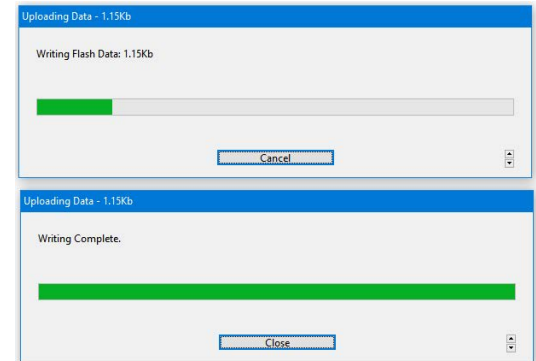 Uploading Data - 1.15Kb
Writing Flash Data: 1.15Kb
Cancel
Uploading Data - 1.15Kb
Writing Complete.
Close